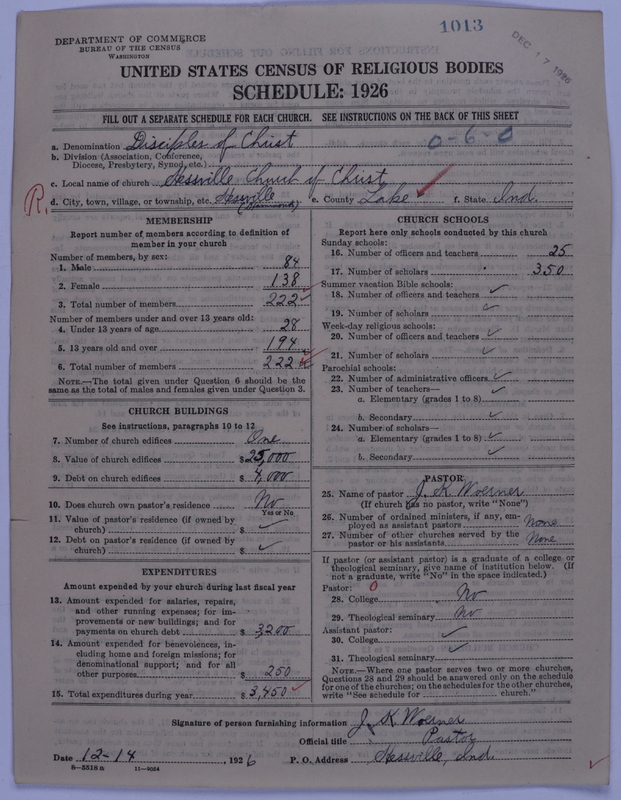 1013
DEC 17 1926
DEPARTMENT OF COMMERCE
BUREAU OF THE CENSUS
WASHINGTON
UNITED STATES CENSUS OF RELIGIOUS BODIES
SCHEDULE: 1926
FILL OUT A SEPARATE SCHEDULE FOR EACH CHURCH. SEE INSTRUCTIONS ON THE BACK OF THIS SHEET
a. Denomination Disciples of Christ
0-6-0
b. Division (Association, Conference,
Diocese, Presbytery, Synod, etc.)
c. Local name of church Hessville Church of Christ
R. d. City, town, village, or township, etc. Hessville (Hammond) e. County Lake f. State Ind.
MEMBERSHIP
Report number of members according to definition of
member in your church
Number of members, by sex:
1. Male 84
2. Female 138
3. Total number of members 222
Number of members under and over 13 years old:
4. Under 13 years of age 28
5. 13 years old and over 194
6. Total number of members 222
NOTE.—The total given under Question 6 should be the
same as the total of males and females given under Question 3.
CHURCH BUILDINGS
See instructions, paragraphs 10 to 12
7. Number of church edifices One
8. Value of church edifices $25,000
9. Debt on church edifices $4,000
10. Does church own pastor's residence No
Yes or No
11. Value of pastor's residence (if owned by
church) $ ✓
12. Debt on pastor's residence (if owned by
church) $ ✓
EXPENDITURES
Amount expended by your church during last fiscal year
13. Amount expended for salaries, repairs,
and other running expenses; for im-
provements or new buildings; and for
payments on church debt $3200
14. Amount expended for benevolences, in-
cluding home and foreign missions; for
denominational support; and for all
other purposes $ 250
15. Total expenditures during year $3,450
CHURCH SCHOOLS
Report here only schools conducted by this church
Sunday schools:
16. Number of officers and teachers 25
17. Number of scholars 350
Summer vacation Bible schools:
18. Number of officers and teachers ✓
19. Number of scholars ✓
Week-day religious schools:
20. Number of officers and teachers ✓
21. Number of scholars ✓
Parochial schools:
22. Number of administrative officers ✓
23. Number of teachers—
a. Elementary (grades 1 to 8) ✓
b. Secondary ✓
24. Number of scholars—
a. Elementary (grades 1 to 8) ✓
b. Secondary ✓
PASTOR
25. Name of pastor J. K Woerner
(If church has no pastor, write "None")
26. Number of ordained ministers, if any, em-
ployed as assistant pastors None
27. Number of other churches served by the
pastor or his assistants None
If pastor (or assistant pastor) is a graduate of a college or
theological seminary, give name of institution below. (If
not a graduate, write "No" in the space indicated.)
Pastor: 0
28. College No
29. Theological seminary No
Assistant pastor:
30. College ✓
31. Theological seminary ✓
NOTE.—Where one pastor serves two or more churches,
Questions 28 and 29 should be answered only on the schedule
for one of the churches; on the schedules for the other churches,
write "See schedule for church."
Signature of person furnishing information J. K Woerner
Official title Pastor
Date 12-14, 1926 P. O. Address Hessville, Ind.
8—5518 a 11—9054